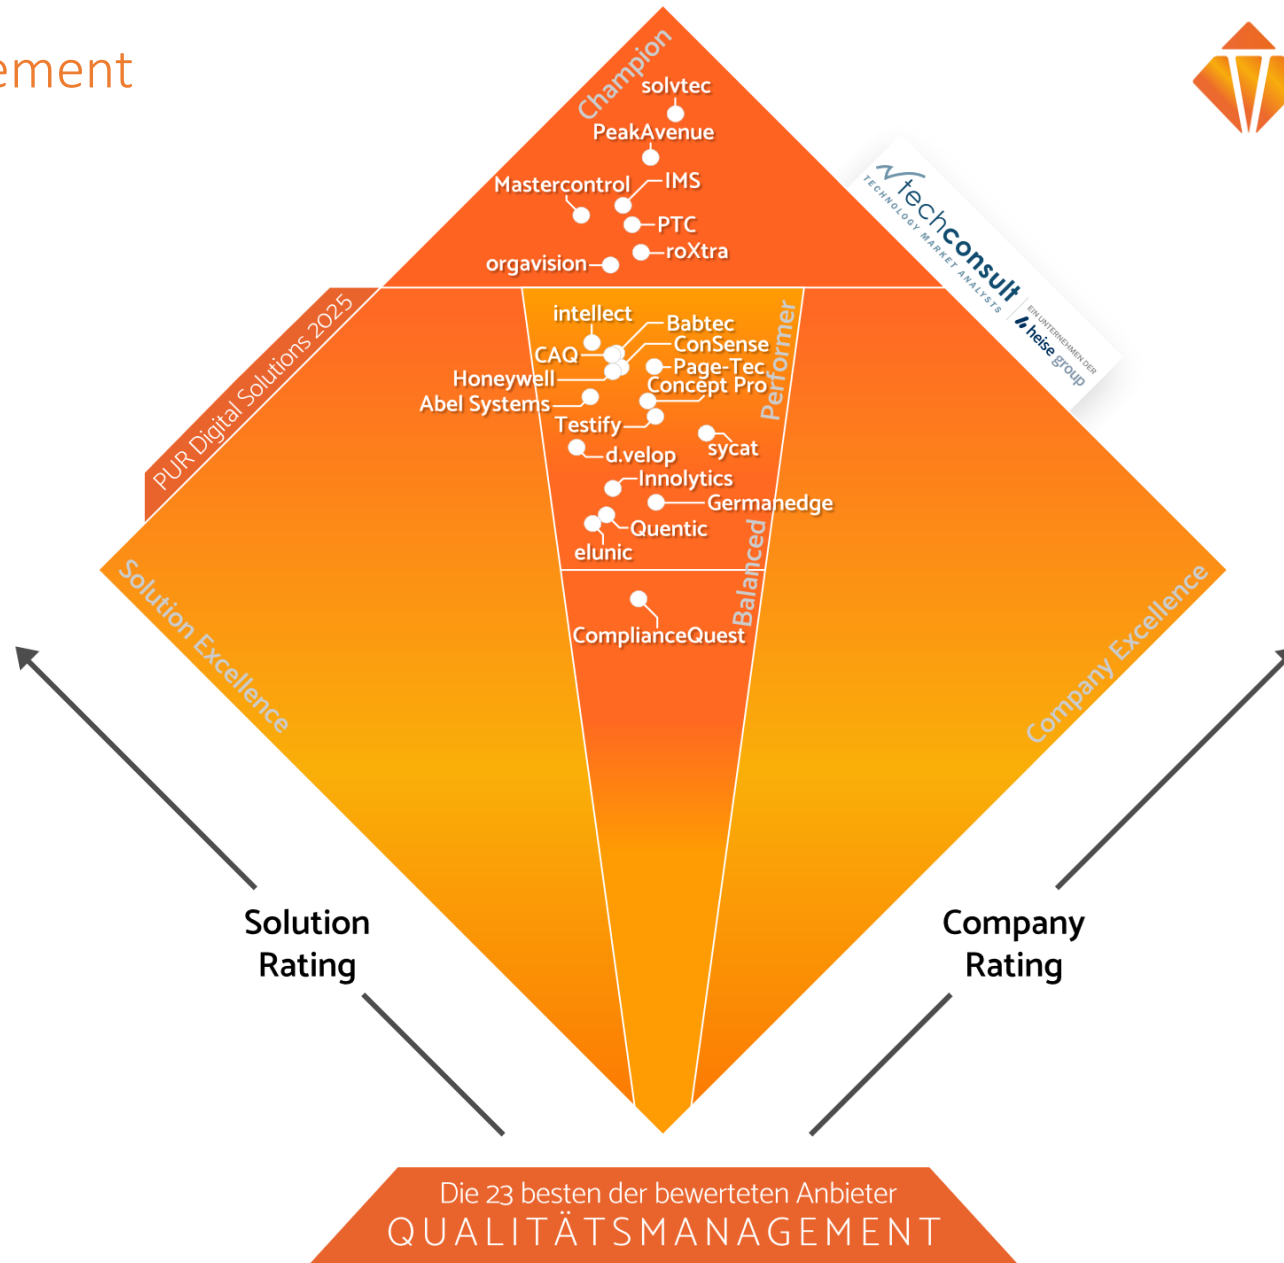 ement
Champion
solvtec
PeakAvenue
Mastercontrol
IMS
PTC
roXtra
orgavision
techconsult
TECHNOLOGY MARKET ANALYSTS
EIN UNTERNEHMEN DER
heise group
PUR Digital Solutions 2025
Performer
intellect
Babtec
CAQ
ConSense
Page-Tec
Honeywell
Concept Pro
Abel Systems
Testify
sycat
d.velop
Innolytics
Germanedge
Quentic
elunic
Balanced
ComplianceQuest
Solution Excellence
Company Excellence
Solution
Rating
Company
Rating
Die 23 besten der bewerteten Anbieter
QUALITÄTSMANAGEMENT